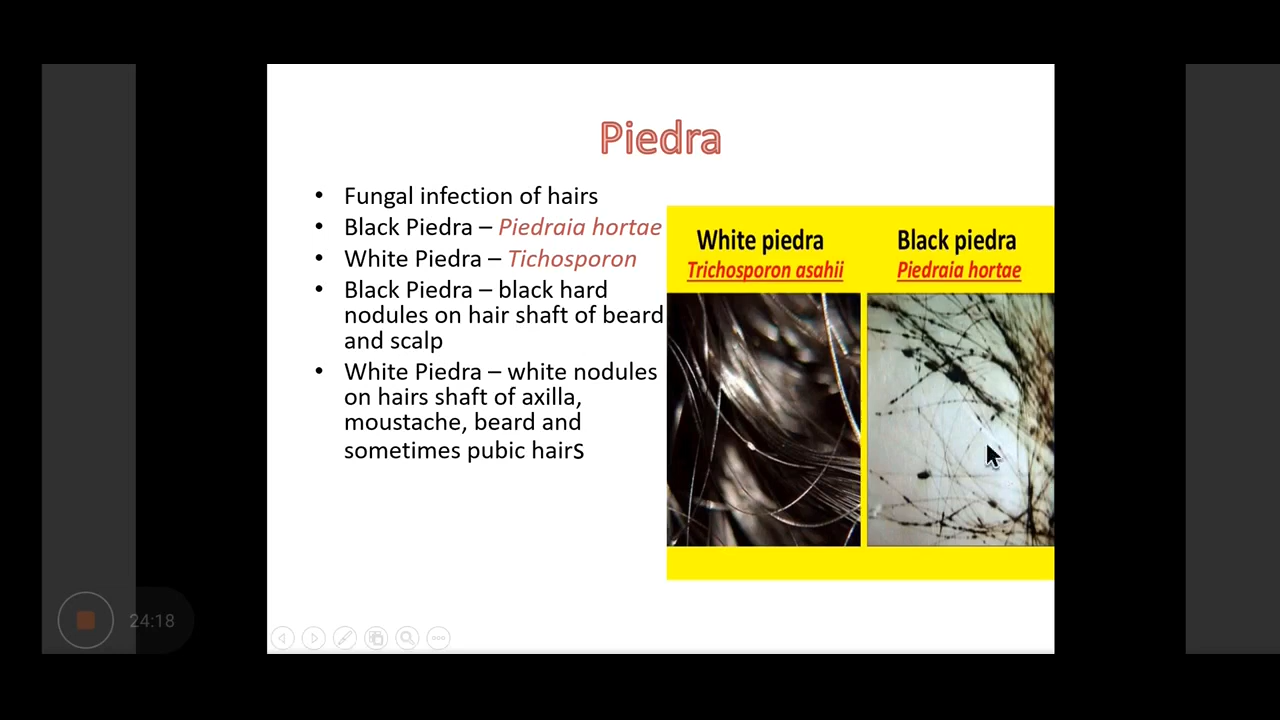 Piedra
• Fungal infection of hairs
• Black Piedra – Piedraia hortae
• White Piedra – Tichosporon
• Black Piedra – black hard
nodules on hair shaft of beard
and scalp
• White Piedra – white nodules
on hairs shaft of axilla,
moustache, beard and
sometimes pubic hairs
White piedra
Trichosporon asahii
Black piedra
Piedraia hortae
24:18